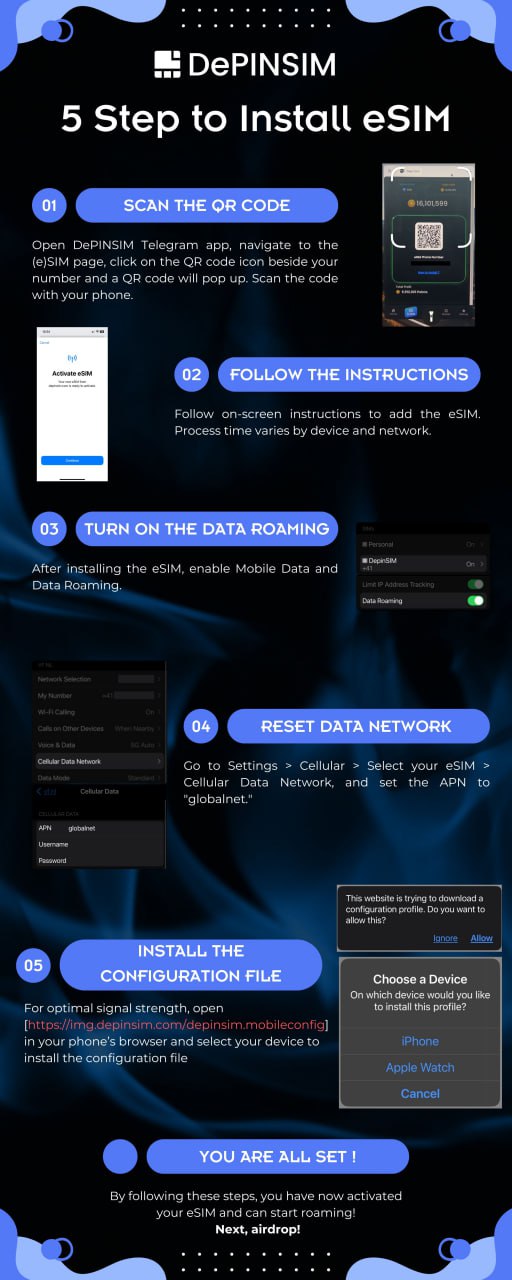 DePINSIM
5 Step to Install eSIM
01
SCAN THE QR CODE
Open DePINSIM Telegram app, navigate to the
(e)SIM page, click on the QR code icon beside your
number and a QR code will pop up. Scan the code
with your phone.
16,101,599
Activate eSIM
Continue
02
FOLLOW THE INSTRUCTIONS
Follow on-screen instructions to add the eSIM.
Process time varies by device and network.
03
TURN ON THE DATA ROAMING
After installing the eSIM, enable Mobile Data and
Data Roaming.
Personal On
DepinSIM On
+41
Limit IP Address Tracking
Data Roaming
Network Selection
My Number +41
Wi-Fi Calling On
Calls on Other Devices When Nearby
Voice & Data 5G Auto
Cellular Data Network
Data Mode Standard
Cellular Data
CELLULAR DATA
APN globalnet
Username
Password
04
RESET DATA NETWORK
Go to Settings > Cellular > Select your eSIM >
Cellular Data Network, and set the APN to
"globalnet."
05
INSTALL THE
CONFIGURATION FILE
For optimal signal strength, open
[https://img.depinsim.com/depinsim.mobileconfig]
in your phone's browser and select your device to
install the configuration file
This website is trying to download a
configuration profile. Do you want to
allow this?
Ignore Allow
Choose a Device
On which device would you like
to install this profile?
iPhone
Apple Watch
Cancel
YOU ARE ALL SET !
By following these steps, you have now activated
your eSIM and can start roaming!
Next, airdrop!